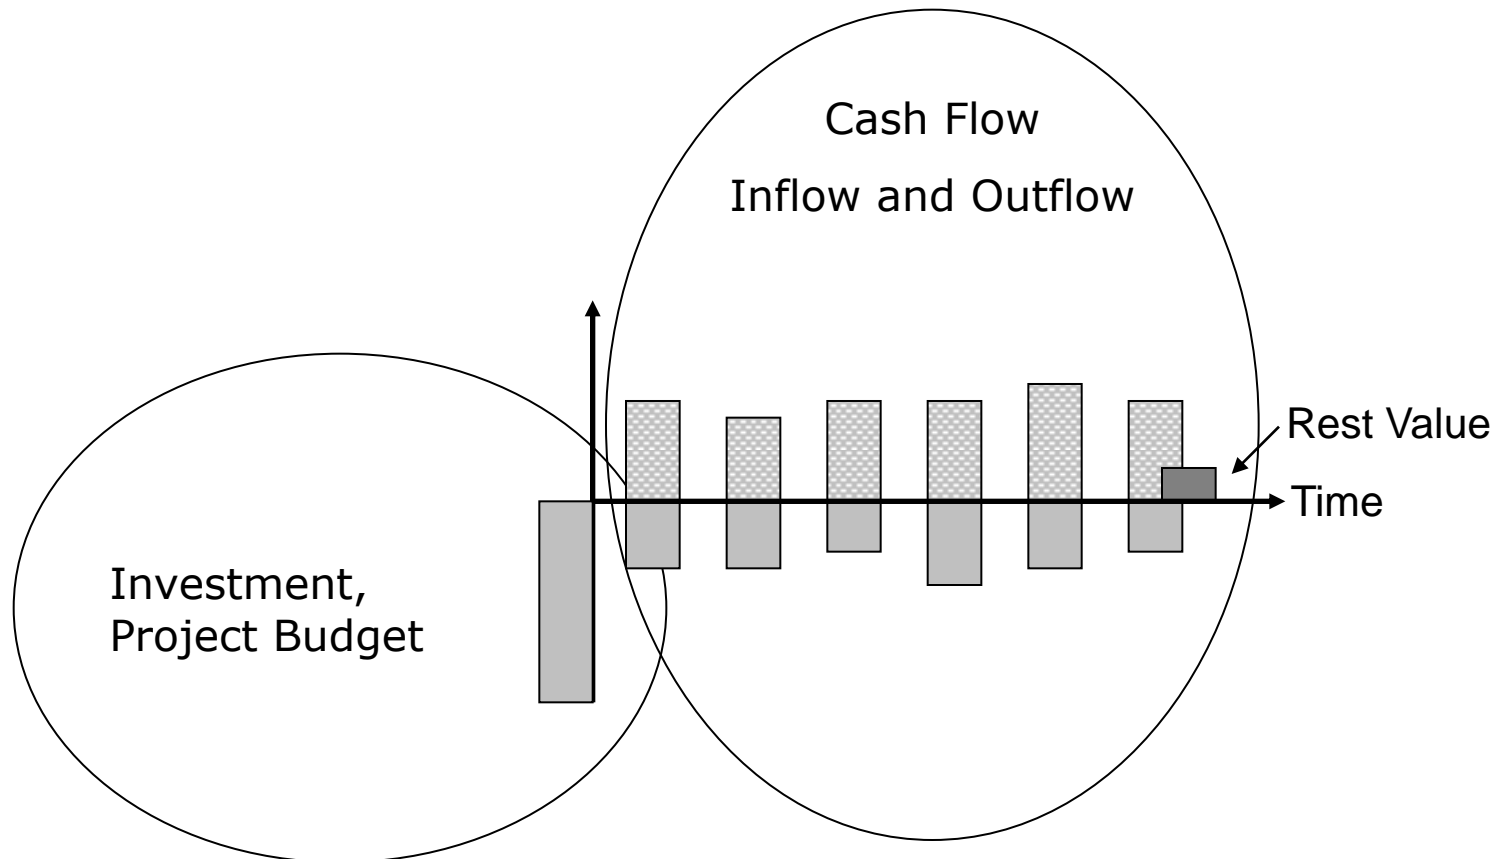 Cash Flow
Inflow and Outflow
Rest Value
Time
Investment,
Project Budget